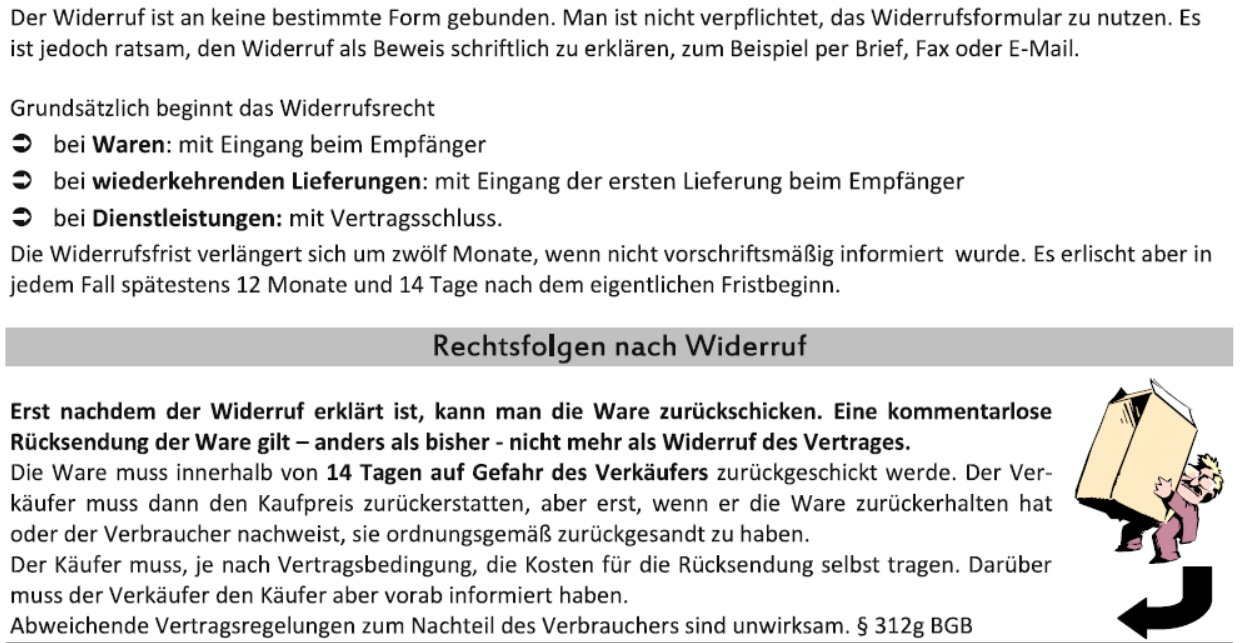 Der Widerruf ist an keine bestimmte Form gebunden. Man ist nicht verpflichtet, das Widerrufsformular zu nutzen. Es
ist jedoch ratsam, den Widerruf als Beweis schriftlich zu erklären, zum Beispiel per Brief, Fax oder E-Mail.
Grundsätzlich beginnt das Widerrufsrecht
➲ bei Waren: mit Eingang beim Empfänger
➲ bei wiederkehrenden Lieferungen: mit Eingang der ersten Lieferung beim Empfänger
➲ bei Dienstleistungen: mit Vertragsschluss.
Die Widerrufsfrist verlängert sich um zwölf Monate, wenn nicht vorschriftsmäßig informiert wurde. Es erlischt aber in
jedem Fall spätestens 12 Monate und 14 Tage nach dem eigentlichen Fristbeginn.
Rechtsfolgen nach Widerruf
Erst nachdem der Widerruf erklärt ist, kann man die Ware zurückschicken. Eine kommentarlose
Rücksendung der Ware gilt – anders als bisher - nicht mehr als Widerruf des Vertrages.
Die Ware muss innerhalb von 14 Tagen auf Gefahr des Verkäufers zurückgeschickt werde. Der Ver-
käufer muss dann den Kaufpreis zurückerstatten, aber erst, wenn er die Ware zurückerhalten hat
oder der Verbraucher nachweist, sie ordnungsgemäß zurückgesandt zu haben.
Der Käufer muss, je nach Vertragsbedingung, die Kosten für die Rücksendung selbst tragen. Darüber
muss der Verkäufer den Käufer aber vorab informiert haben.
Abweichende Vertragsregelungen zum Nachteil des Verbrauchers sind unwirksam. § 312g BGB